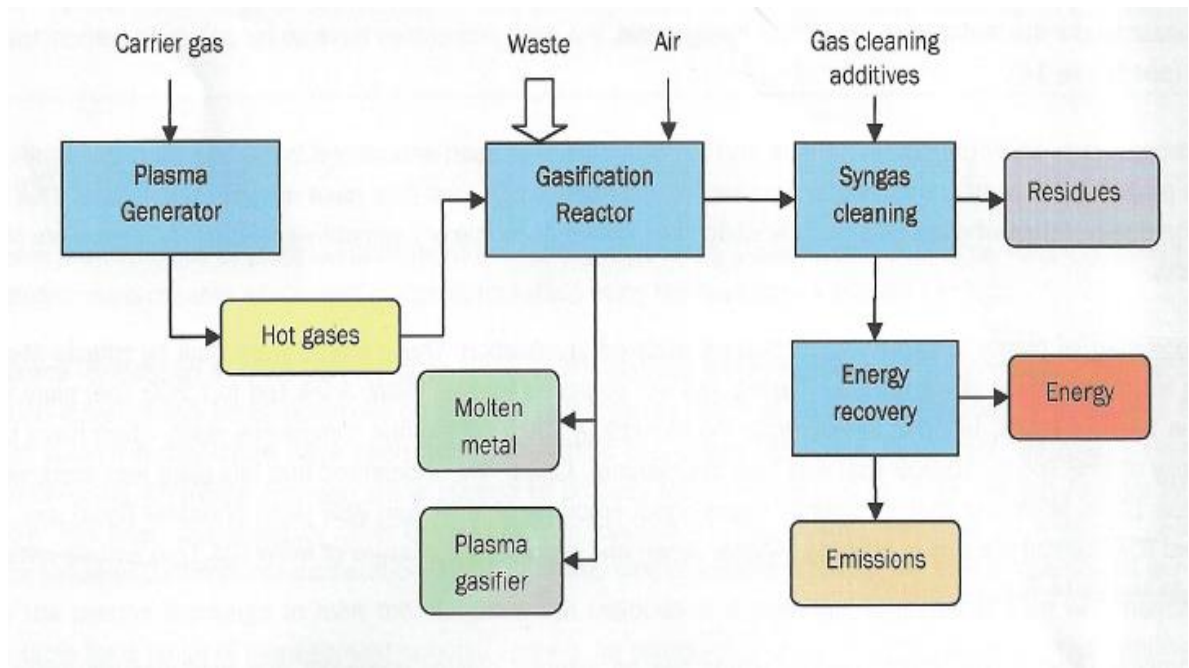 Carrier gas
Waste
Air
Gas cleaning
additives
Plasma
Generator
Gasification
Reactor
Syngas
cleaning
Residues
Hot gases
Molten
metal
Energy
recovery
Energy
Plasma
gasifier
Emissions